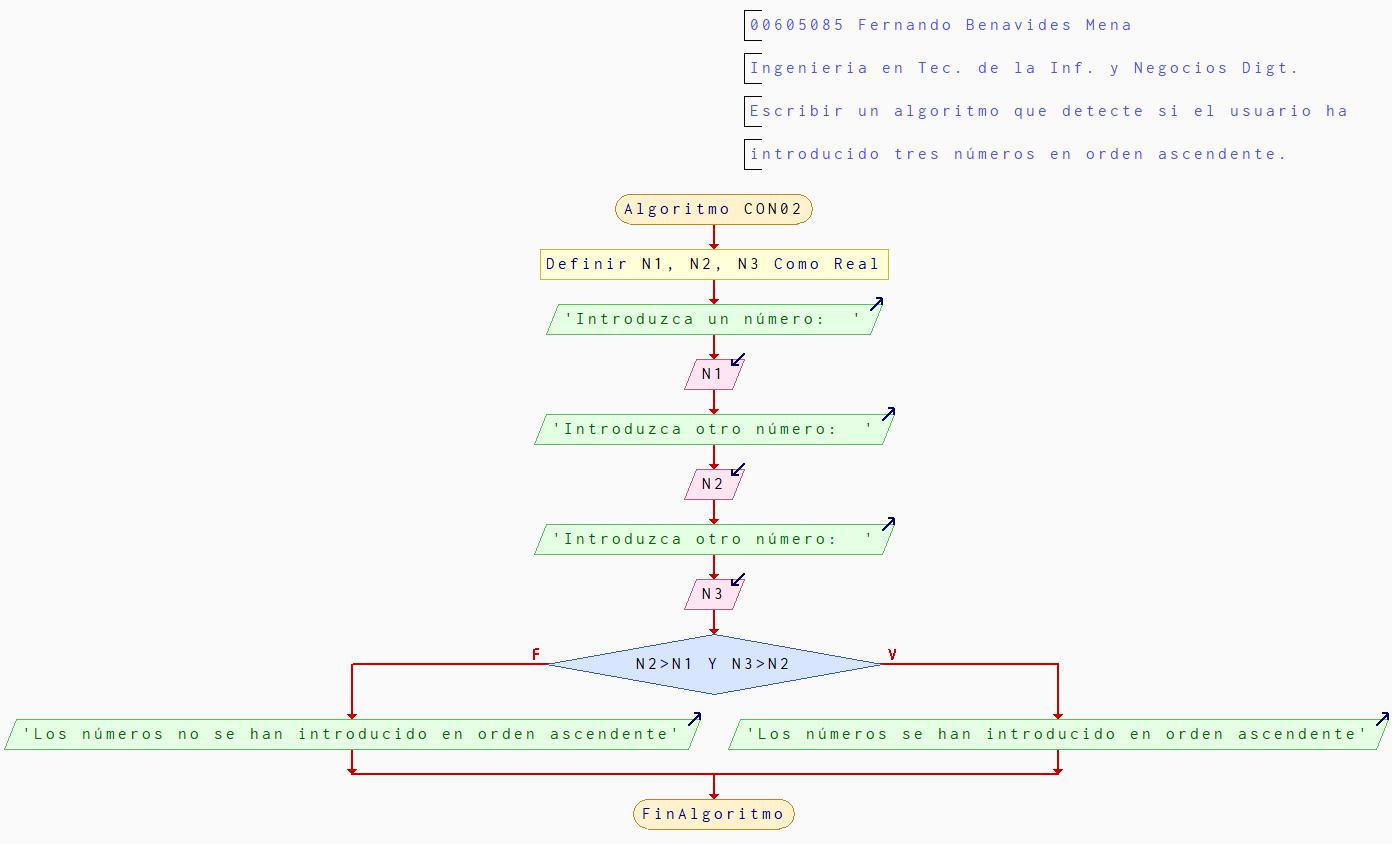 00605085 Fernando Benavides Mena
Ingenieria en Tec. de la Inf. y Negocios Digt.
Escribir un algoritmo que detecte si el usuario ha
introducido tres números en orden ascendente.
Algoritmo CON02
Definir N1, N2, N3 Como Real
'Introduzca un número:  '
N1
'Introduzca otro número:  '
N2
'Introduzca otro número:  '
N3
F
N2>N1 Y N3>N2
V
'Los números no se han introducido en orden ascendente'
'Los números se han introducido en orden ascendente'
FinAlgoritmo